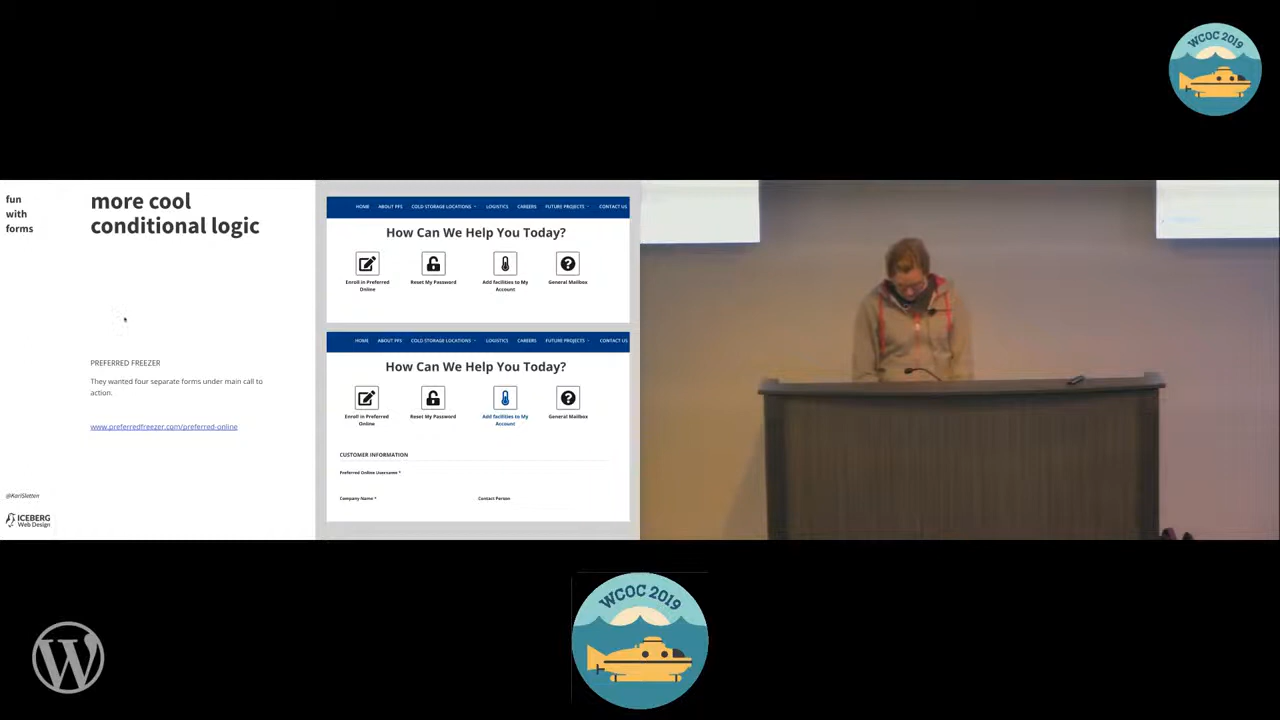 WCOC 2019
fun
with
forms
more cool
conditional logic
PREFERRED FREEZER
They wanted four separate forms under main call to
action.
www.preferredfreezer.com/preferred-online
@KariSletten
ICEBERG
Web Design
HOME ABOUT PFS COLD STORAGE LOCATIONS LOGISTICS CAREERS FUTURE PROJECTS CONTACT US
How Can We Help You Today?
Enroll in Preferred
Online
Reset My Password
Add facilities to My
Account
General Mailbox
HOME ABOUT PFS COLD STORAGE LOCATIONS LOGISTICS CAREERS FUTURE PROJECTS CONTACT US
How Can We Help You Today?
Enroll in Preferred
Online
Reset My Password
Add facilities to My
Account
General Mailbox
CUSTOMER INFORMATION
Preferred Online Username *
Company Name * Contact Person
WCOC 2019